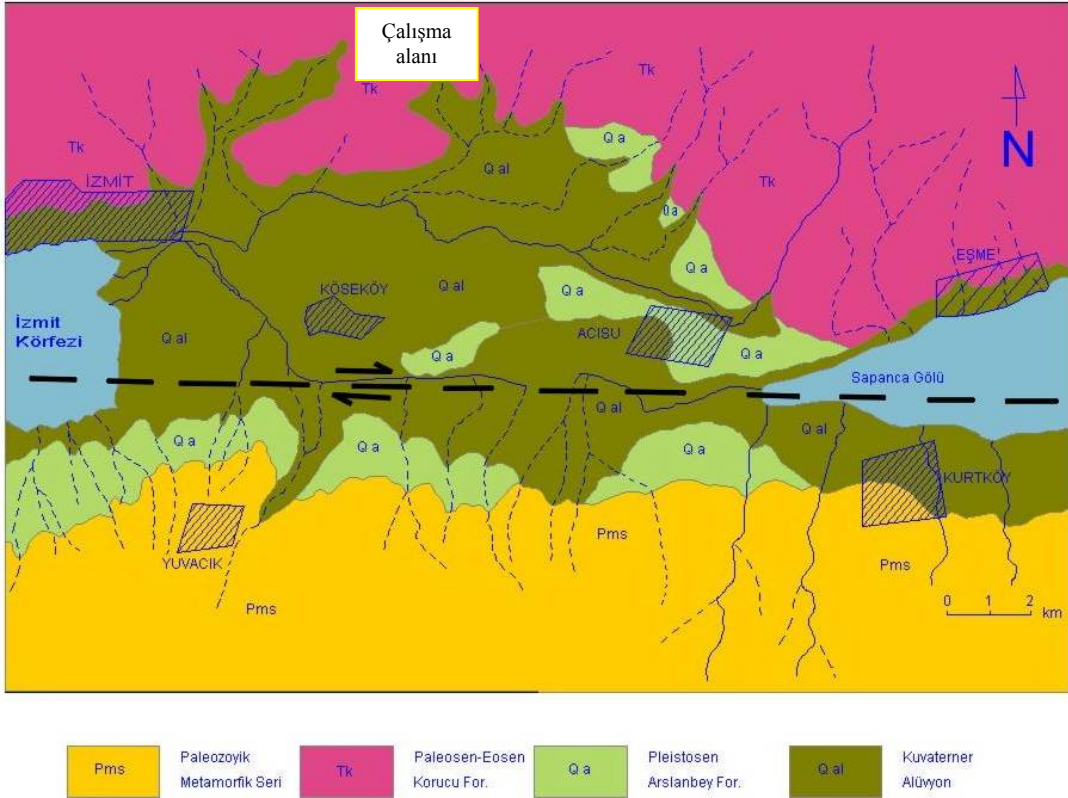 Çalışma
alanı
Tk
Tk
Tk
Q a
İZMİT
Q al
N
Tk
Q a
EŞME
Q a
Q al
KÖSEKÖY
Q a
İzmit
Körfezi
Q al
ACISU
Q a
Q a
Sapanca Gölü
Q al
Q al
Q a
Q a
Q a
KURTKÖY
Pms
YUVACIK
Pms
Pms
0 1 2
km
Pms
Paleozoyik
Metamorfik Seri
Tk
Paleosen-Eosen
Korucu For.
Q a
Pleistosen
Arslanbey For.
Q al
Kuvaterner
Alüvyon